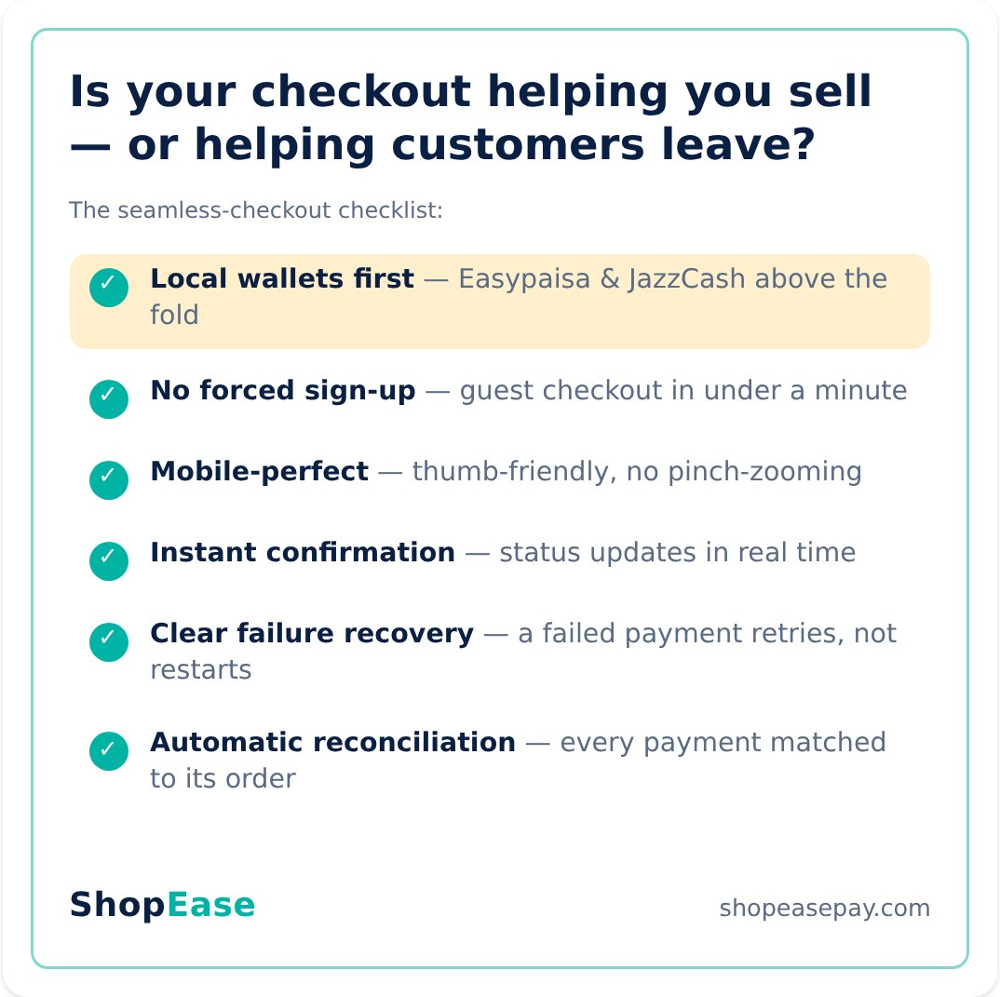 Is your checkout helping you sell
— or helping customers leave?
The seamless-checkout checklist:
✓ Local wallets first — Easypaisa & JazzCash above the
fold
✓ No forced sign-up — guest checkout in under a minute
✓ Mobile-perfect — thumb-friendly, no pinch-zooming
✓ Instant confirmation — status updates in real time
✓ Clear failure recovery — a failed payment retries, not
restarts
✓ Automatic reconciliation — every payment matched
to its order
ShopEase
shopeasepay.com